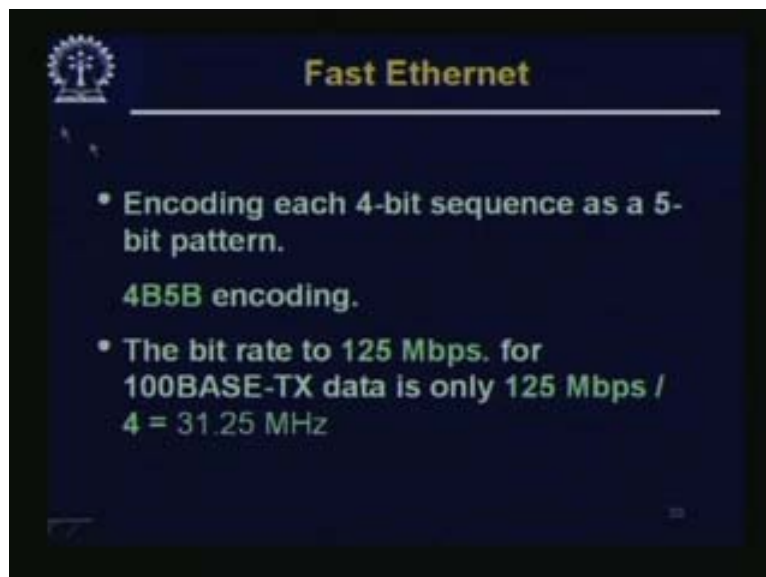 Fast Ethernet
• Encoding each 4-bit sequence as a 5-
bit pattern.
4B5B encoding.
• The bit rate to 125 Mbps. for
100BASE-TX data is only 125 Mbps /
4 = 31.25 MHz